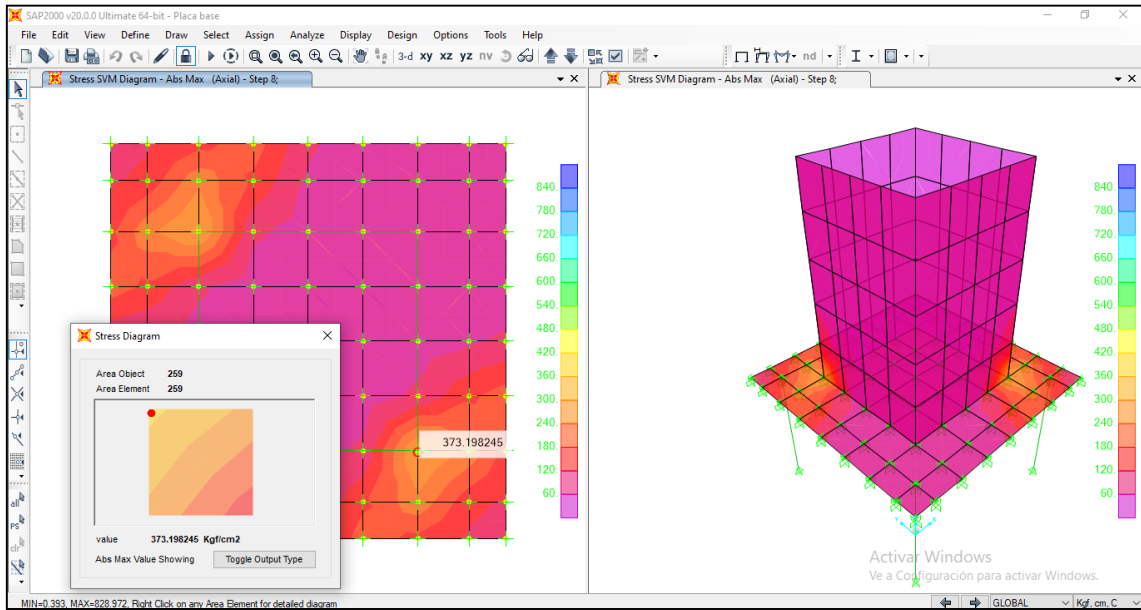 SAP2000 v20.0.0 Ultimate 64-bit - Placa base
File Edit View Define Draw Select Assign Analyze Display Design Options Tools Help
3-d xy xz yz nv nd
Stress SVM Diagram - Abs Max (Axial) - Step 8;
Stress SVM Diagram - Abs Max (Axial) - Step 8;
840.
780.
720.
660.
600.
540.
480.
420.
360.
300.
240.
180.
120.
60.
373.198245
Stress Diagram
Area Object 259
Area Element 259
value 373.198245 Kgf/cm2
Abs Max Value Showing Toggle Output Type
840.
780.
720.
660.
600.
540.
480.
420.
360.
300.
240.
180.
120.
60.
all
PS
clr
Activar Windows
Ve a Configuración para activar Windows.
MIN=0.393, MAX=828.972, Right Click on any Area Element for detailed diagram
GLOBAL Kgf, cm, C